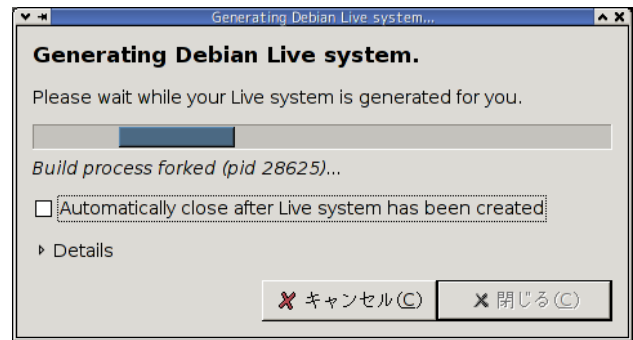 Generating Debian Live system...
Generating Debian Live system.
Please wait while your Live system is generated for you.
Build process forked (pid 28625)...
Automatically close after Live system has been created
Details
キャンセル(C) 閉じる(C)